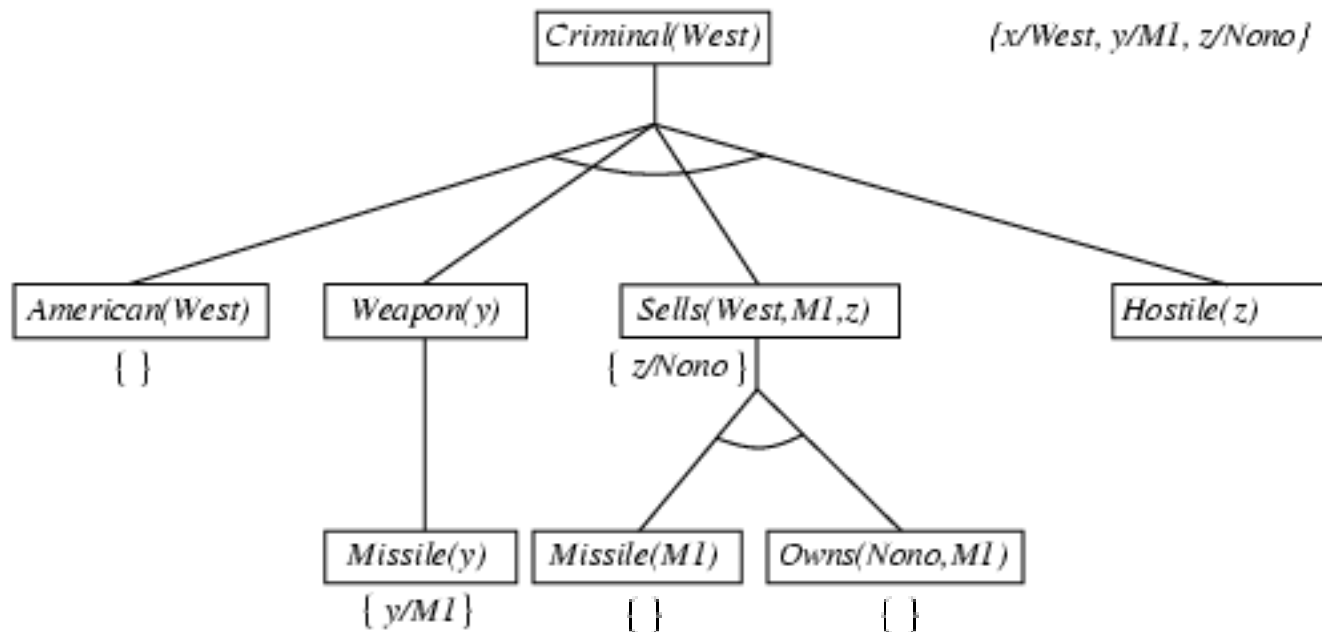 Criminal(West)
{x/West, y/M1, z/Nono}
American(West)
Weapon(y)
Sells(West,M1,z)
Hostile(z)
{ }
{ z/Nono }
Missile(y)
Missile(M1)
Owns(Nono,M1)
{ y/M1 }
{ }
{ }